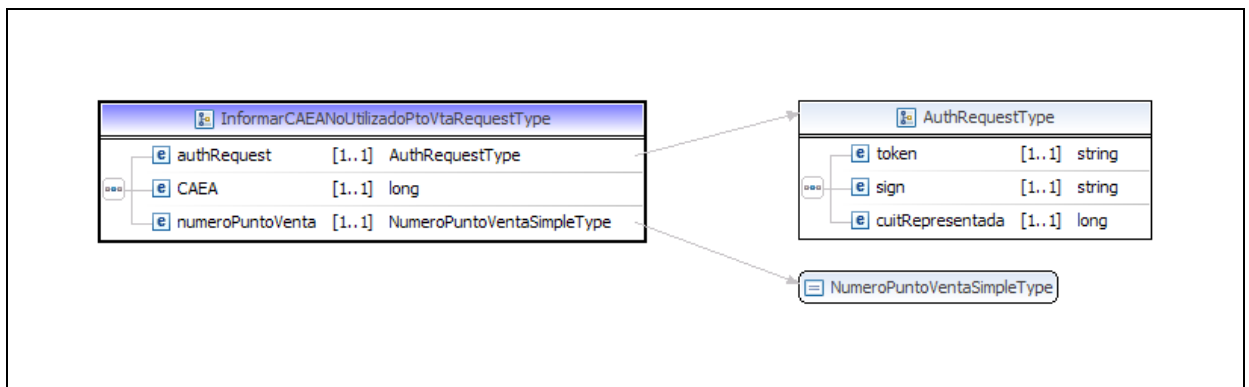 InformarCAEANoUtilizadoPtoVtaRequestType
authRequest [1..1] AuthRequestType
CAEA [1..1] long
numeroPuntoVenta [1..1] NumeroPuntoVentaSimpleType
AuthRequestType
token [1..1] string
sign [1..1] string
cuitRepresentada [1..1] long
NumeroPuntoVentaSimpleType